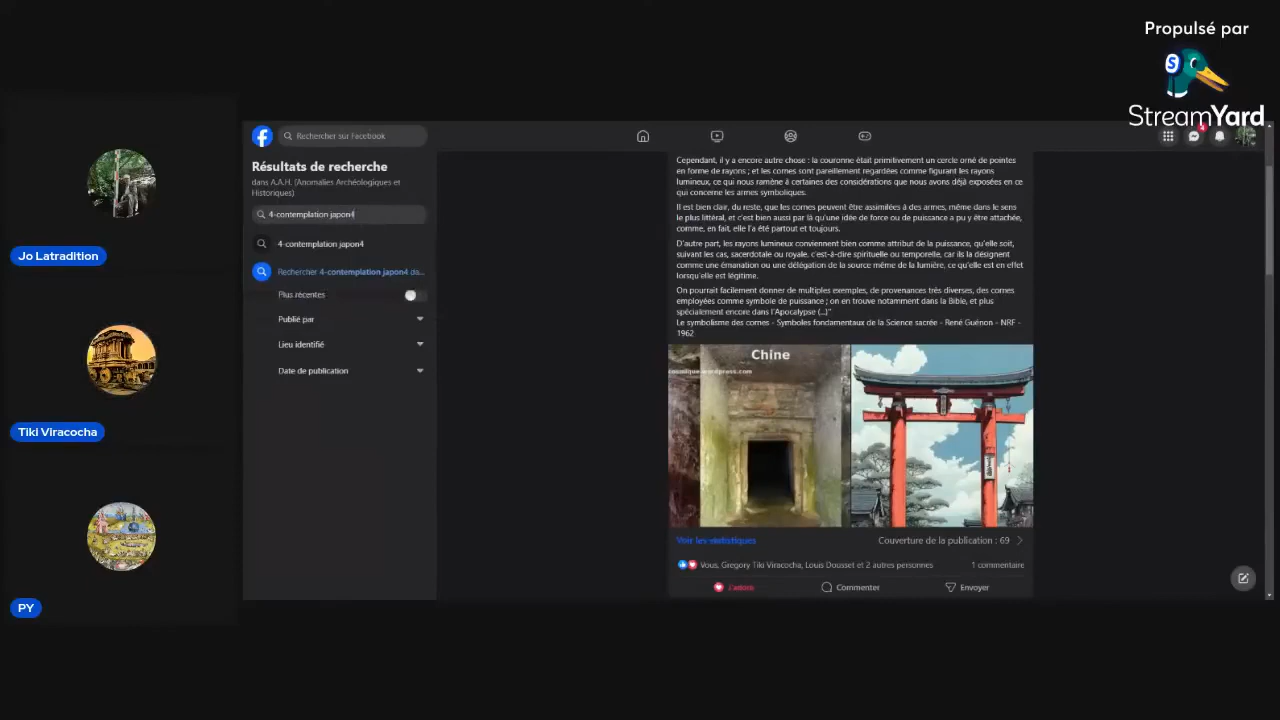 Propulsé par
StreamYard
Jo Latradition
Tiki Viracocha
PY
Rechercher sur Facebook
4
Résultats de recherche
dans A.A.H. (Anomalies Archéologiques et
Historiques)
4-contemplation japon4
4-contemplation japon4
Rechercher 4-contemplation japon4 da...
Plus récentes
Publié par
Lieu identifié
Date de publication
Cependant, il y a encore autre chose : la couronne était primitivement un cercle orné de pointes
en forme de rayons ; et les cornes sont pareillement regardées comme figurant les rayons
lumineux, ce qui nous ramène à certaines des considérations que nous avons déjà exposées en ce
qui concerne les armes symboliques.
Il est bien clair, du reste, que les cornes peuvent être assimilées à des armes, même dans le sens
le plus littéral, et c'est bien aussi par là qu'une idée de force ou de puissance a pu y être attachée,
comme, en fait, elle l'a été partout et toujours.
D'autre part, les rayons lumineux conviennent bien comme attribut de la puissance, qu'elle soit,
suivant les cas, sacerdotale ou royale, c'est-à-dire spirituelle ou temporelle, car ils la désignent
comme une émanation ou une délégation de la source même de la lumière, ce qu'elle est en effet
lorsqu'elle est légitime.
On pourrait facilement donner de multiples exemples, de provenances très diverses, des cornes
employées comme symbole de puissance ; on en trouve notamment dans la Bible, et plus
spécialement encore dans l'Apocalypse (...)"
Le symbolisme des cornes - Symboles fondamentaux de la Science sacrée - René Guénon - NRF -
1962
Chine
Voir les statistiques
Couverture de la publication : 69
Vous, Gregory Tiki Viracocha, Louis Dousset et 2 autres personnes
1 commentaire
J'adore
Commenter
Envoyer